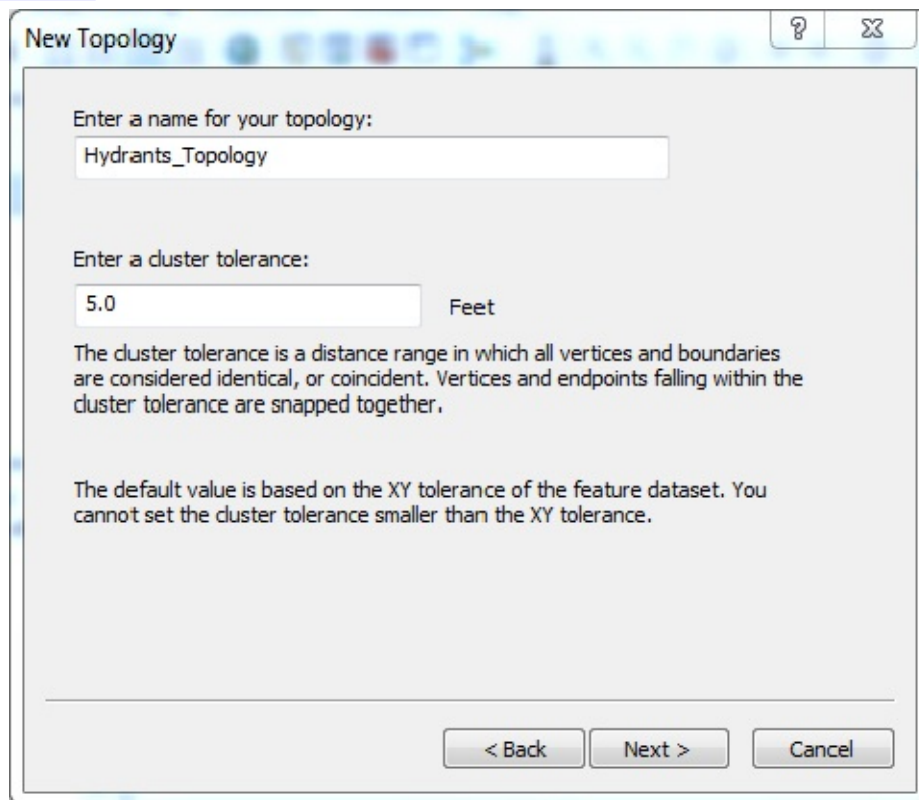 New Topology
Enter a name for your topology:
Hydrants_Topology
Enter a cluster tolerance:
5.0 Feet
The cluster tolerance is a distance range in which all vertices and boundaries
are considered identical, or coincident. Vertices and endpoints falling within the
cluster tolerance are snapped together.
The default value is based on the XY tolerance of the feature dataset. You
cannot set the cluster tolerance smaller than the XY tolerance.
< Back Next > Cancel